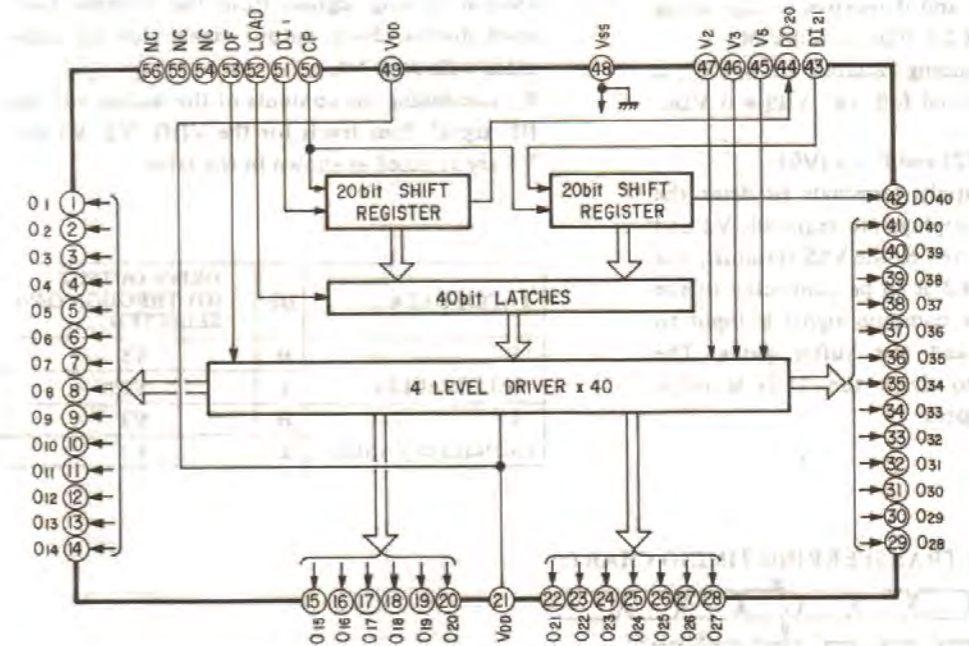 NC NC NC DF LOAD DI1 CP VDD VSS V2 V3 V5 DO20 DI21
56 55 54 53 52 51 50 49 48 47 46 45 44 43
20bit SHIFT REGISTER
20bit SHIFT REGISTER
40bit LATCHES
4 LEVEL DRIVER x 40
O1 1
O2 2
O3 3
O4 4
O5 5
O6 6
O7 7
O8 8
O9 9
O10 10
O11 11
O12 12
O13 13
O14 14
42 DO40
41 O40
40 O39
39 O38
38 O37
37 O36
36 O35
35 O34
34 O33
33 O32
32 O31
31 O30
30 O29
29 O28
15 16 17 18 19 20 21 22 23 24 25 26 27 28
O15 O16 O17 O18 O19 O20 VDD O21 O22 O23 O24 O25 O26 O27